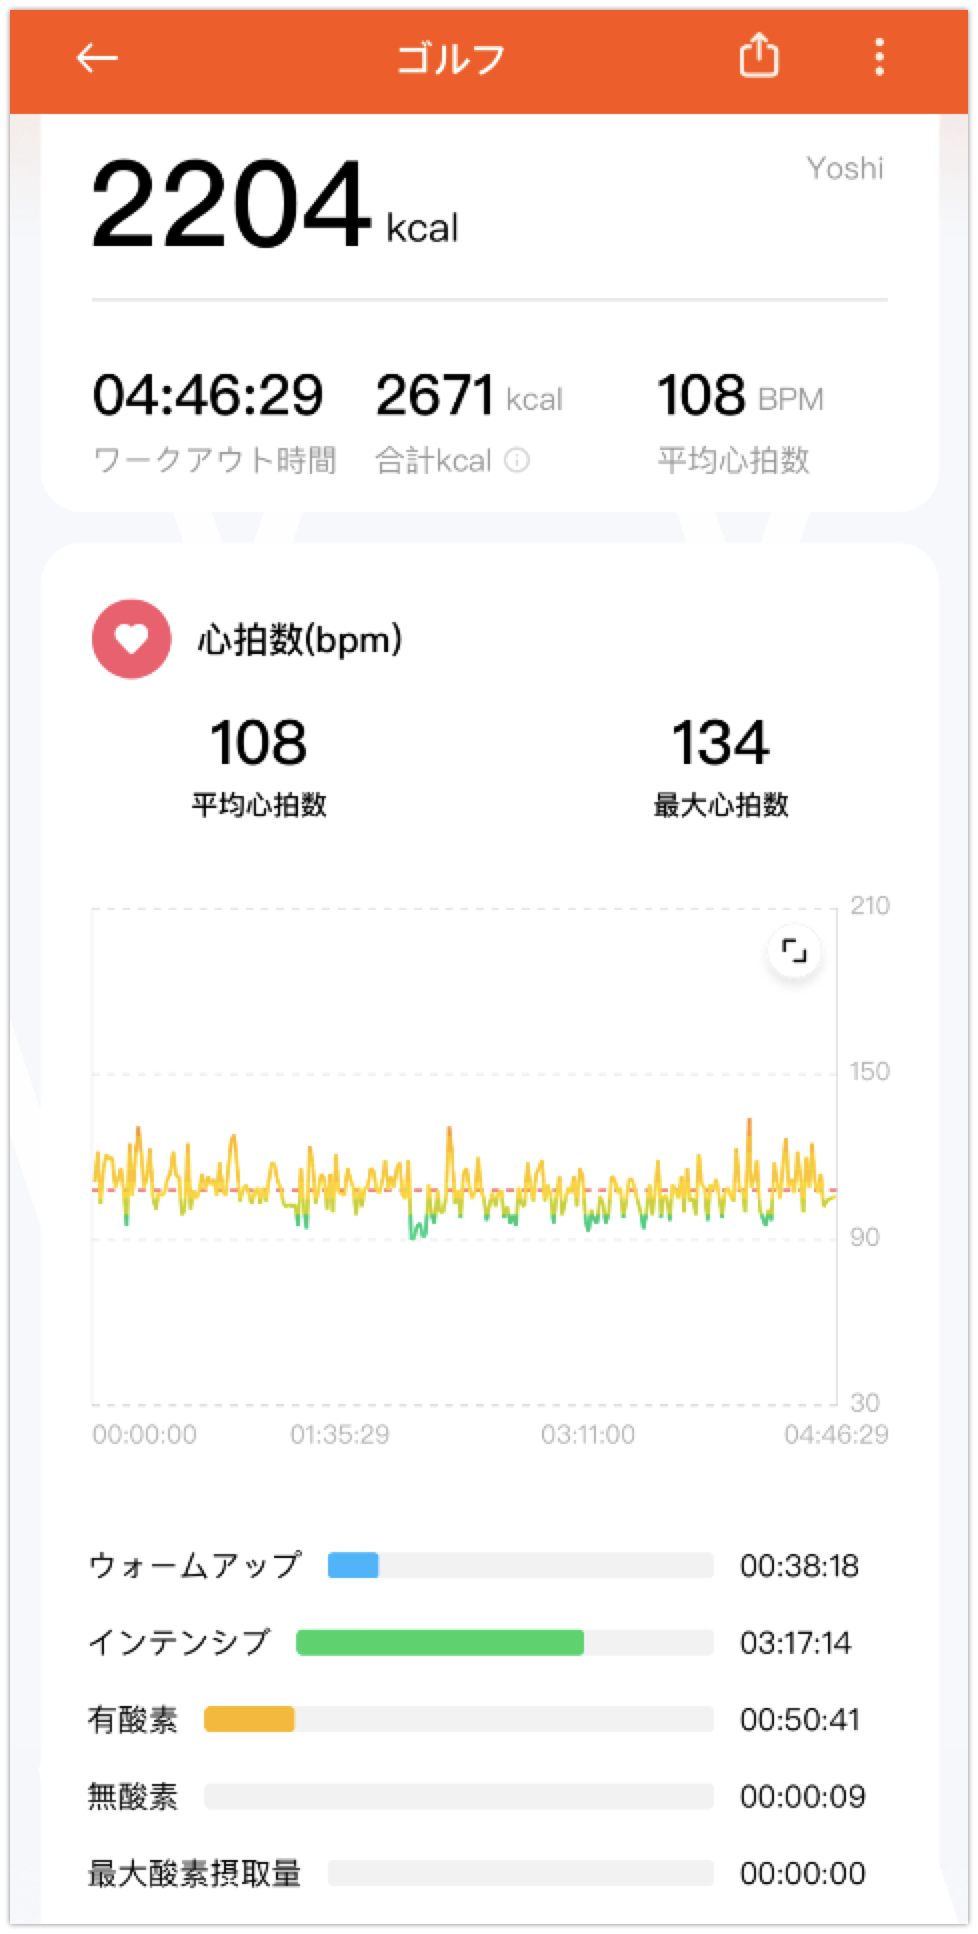 ゴルフ
Yoshi
2204 kcal
04:46:29 2671 kcal 108 BPM
ワークアウト時間 合計kcal 平均心拍数
心拍数(bpm)
108 134
平均心拍数 最大心拍数
210
150
90
30
00:00:00 01:35:29 03:11:00 04:46:29
ウォームアップ 00:38:18
インテンシブ 03:17:14
有酸素 00:50:41
無酸素 00:00:09
最大酸素摂取量 00:00:00